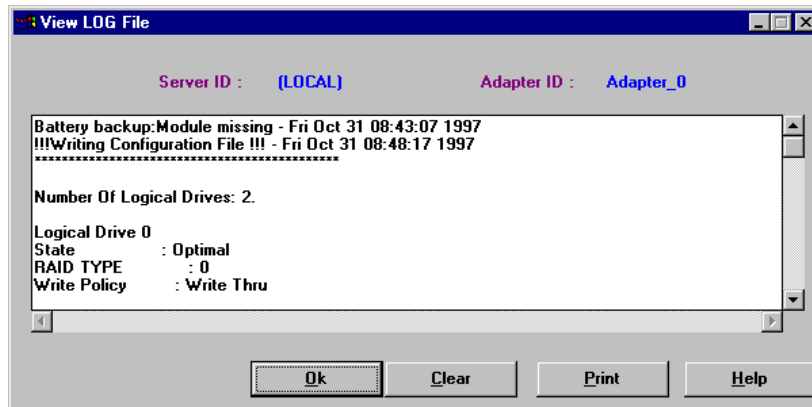 View LOG File
Server ID : (LOCAL) Adapter ID : Adapter_0
Battery backup:Module missing - Fri Oct 31 08:43:07 1997
!!!Writing Configuration File !!! - Fri Oct 31 08:48:17 1997
*********************************************
Number Of Logical Drives: 2.
Logical Drive 0
State : Optimal
RAID TYPE : 0
Write Policy : Write Thru
Ok Clear Print Help